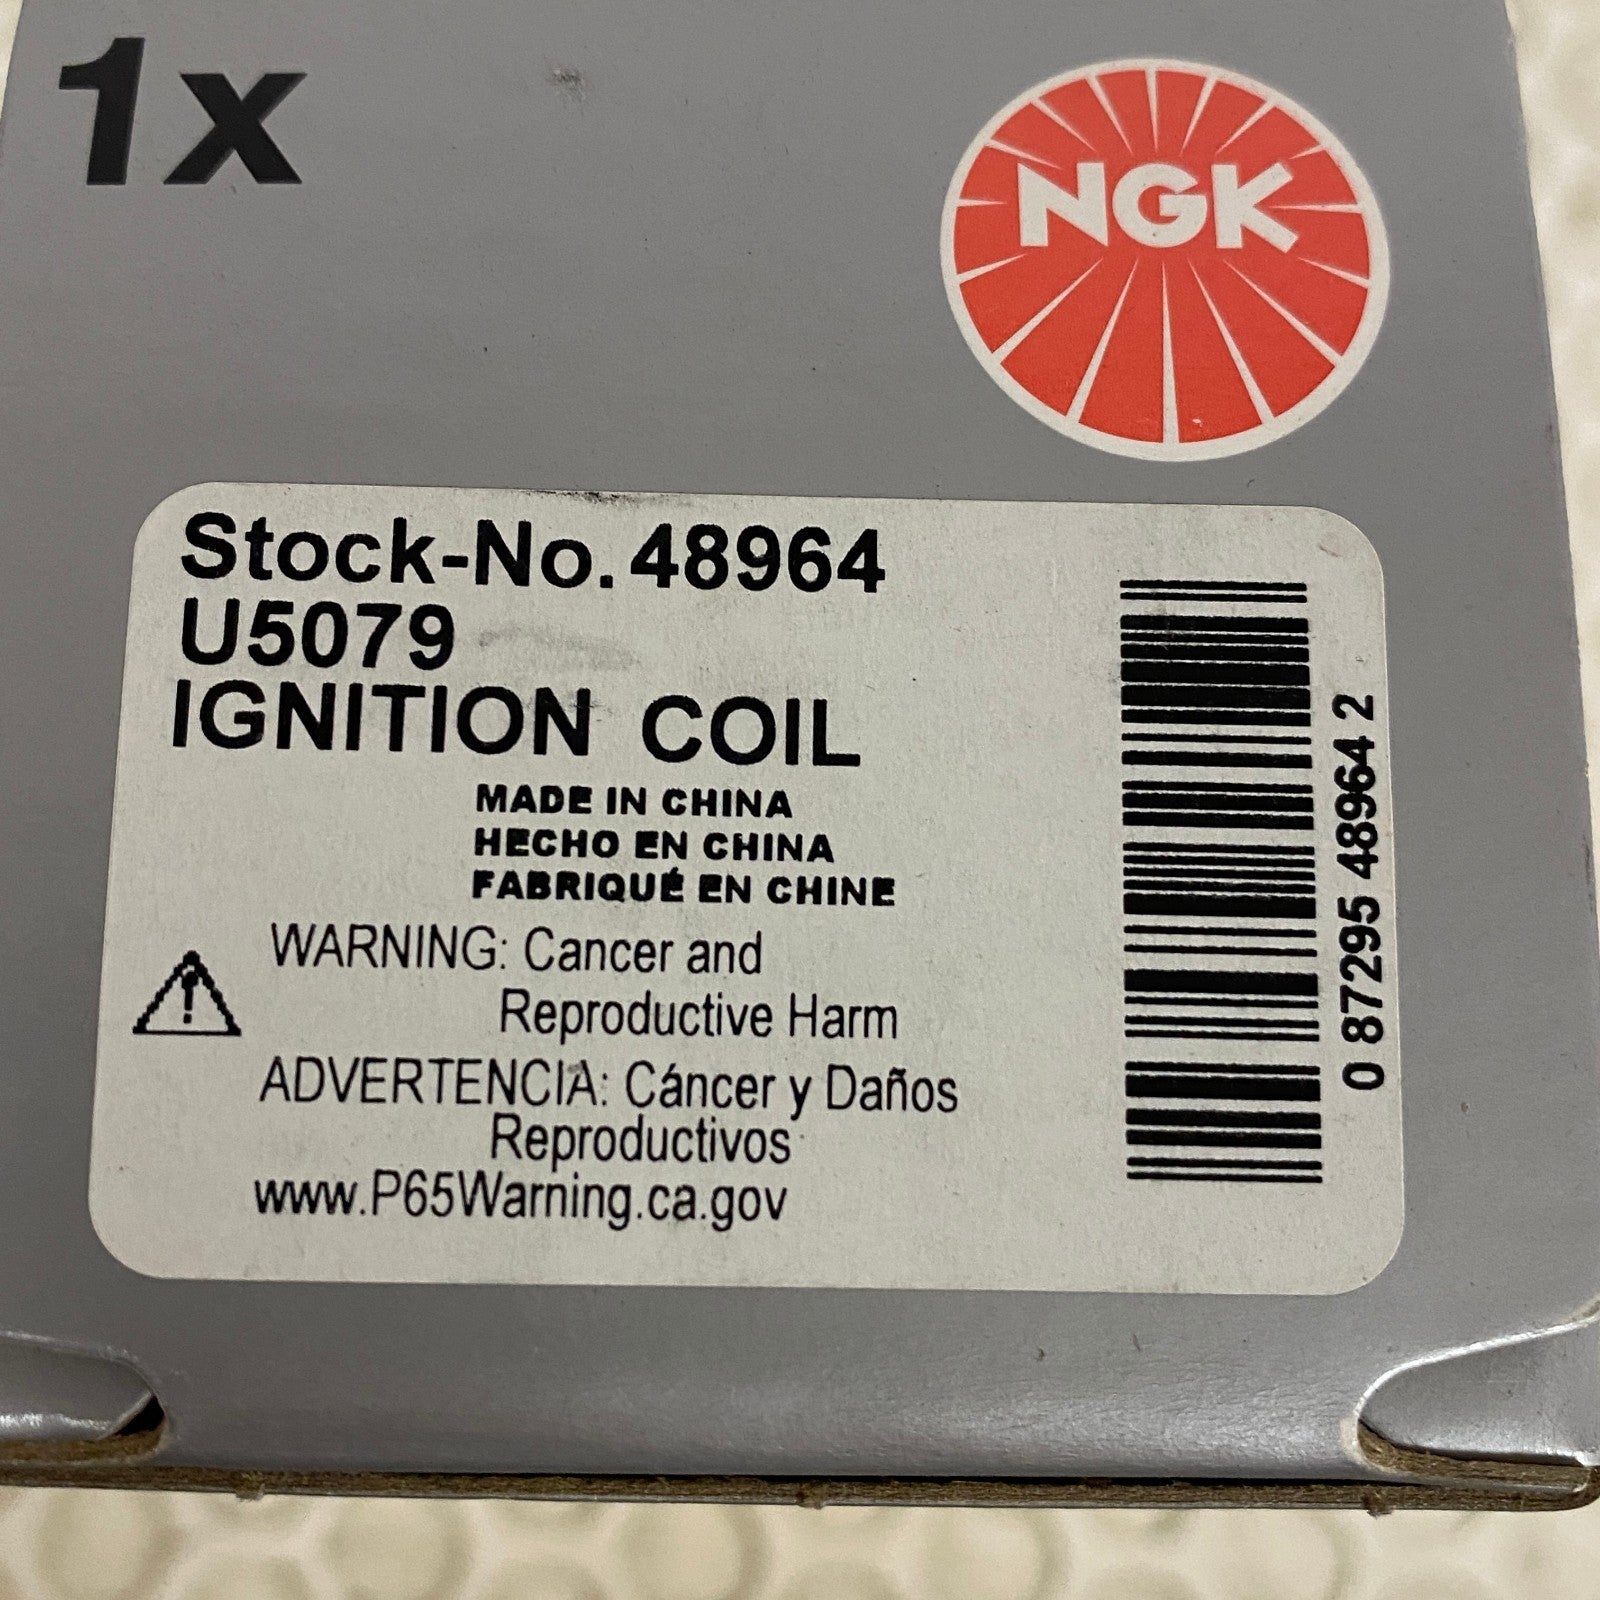 1x
NGK
Stock-No. 48964
U5079
IGNITION COIL
MADE IN CHINA
HECHO EN CHINA
FABRIQUÉ EN CHINE
WARNING: Cancer and
Reproductive Harm
ADVERTENCIA: Cáncer y Daños
Reproductivos
www.P65Warning.ca.gov
0 87295 48964 2